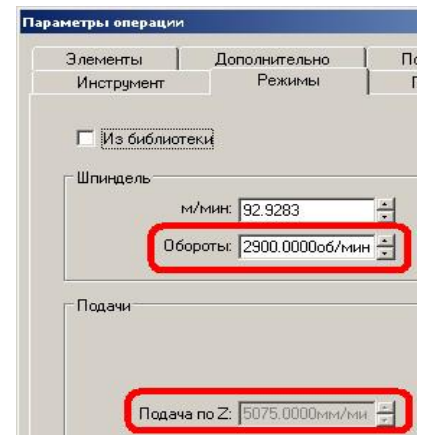 Параметры операции
Элементы Дополнительно
Инструмент Режимы
Из библиотеки
Шпиндель
м/мин: 92.9283
Обороты: 2900.0000об/мин
Подачи
Подача по Z: 5075.0000мм/ми